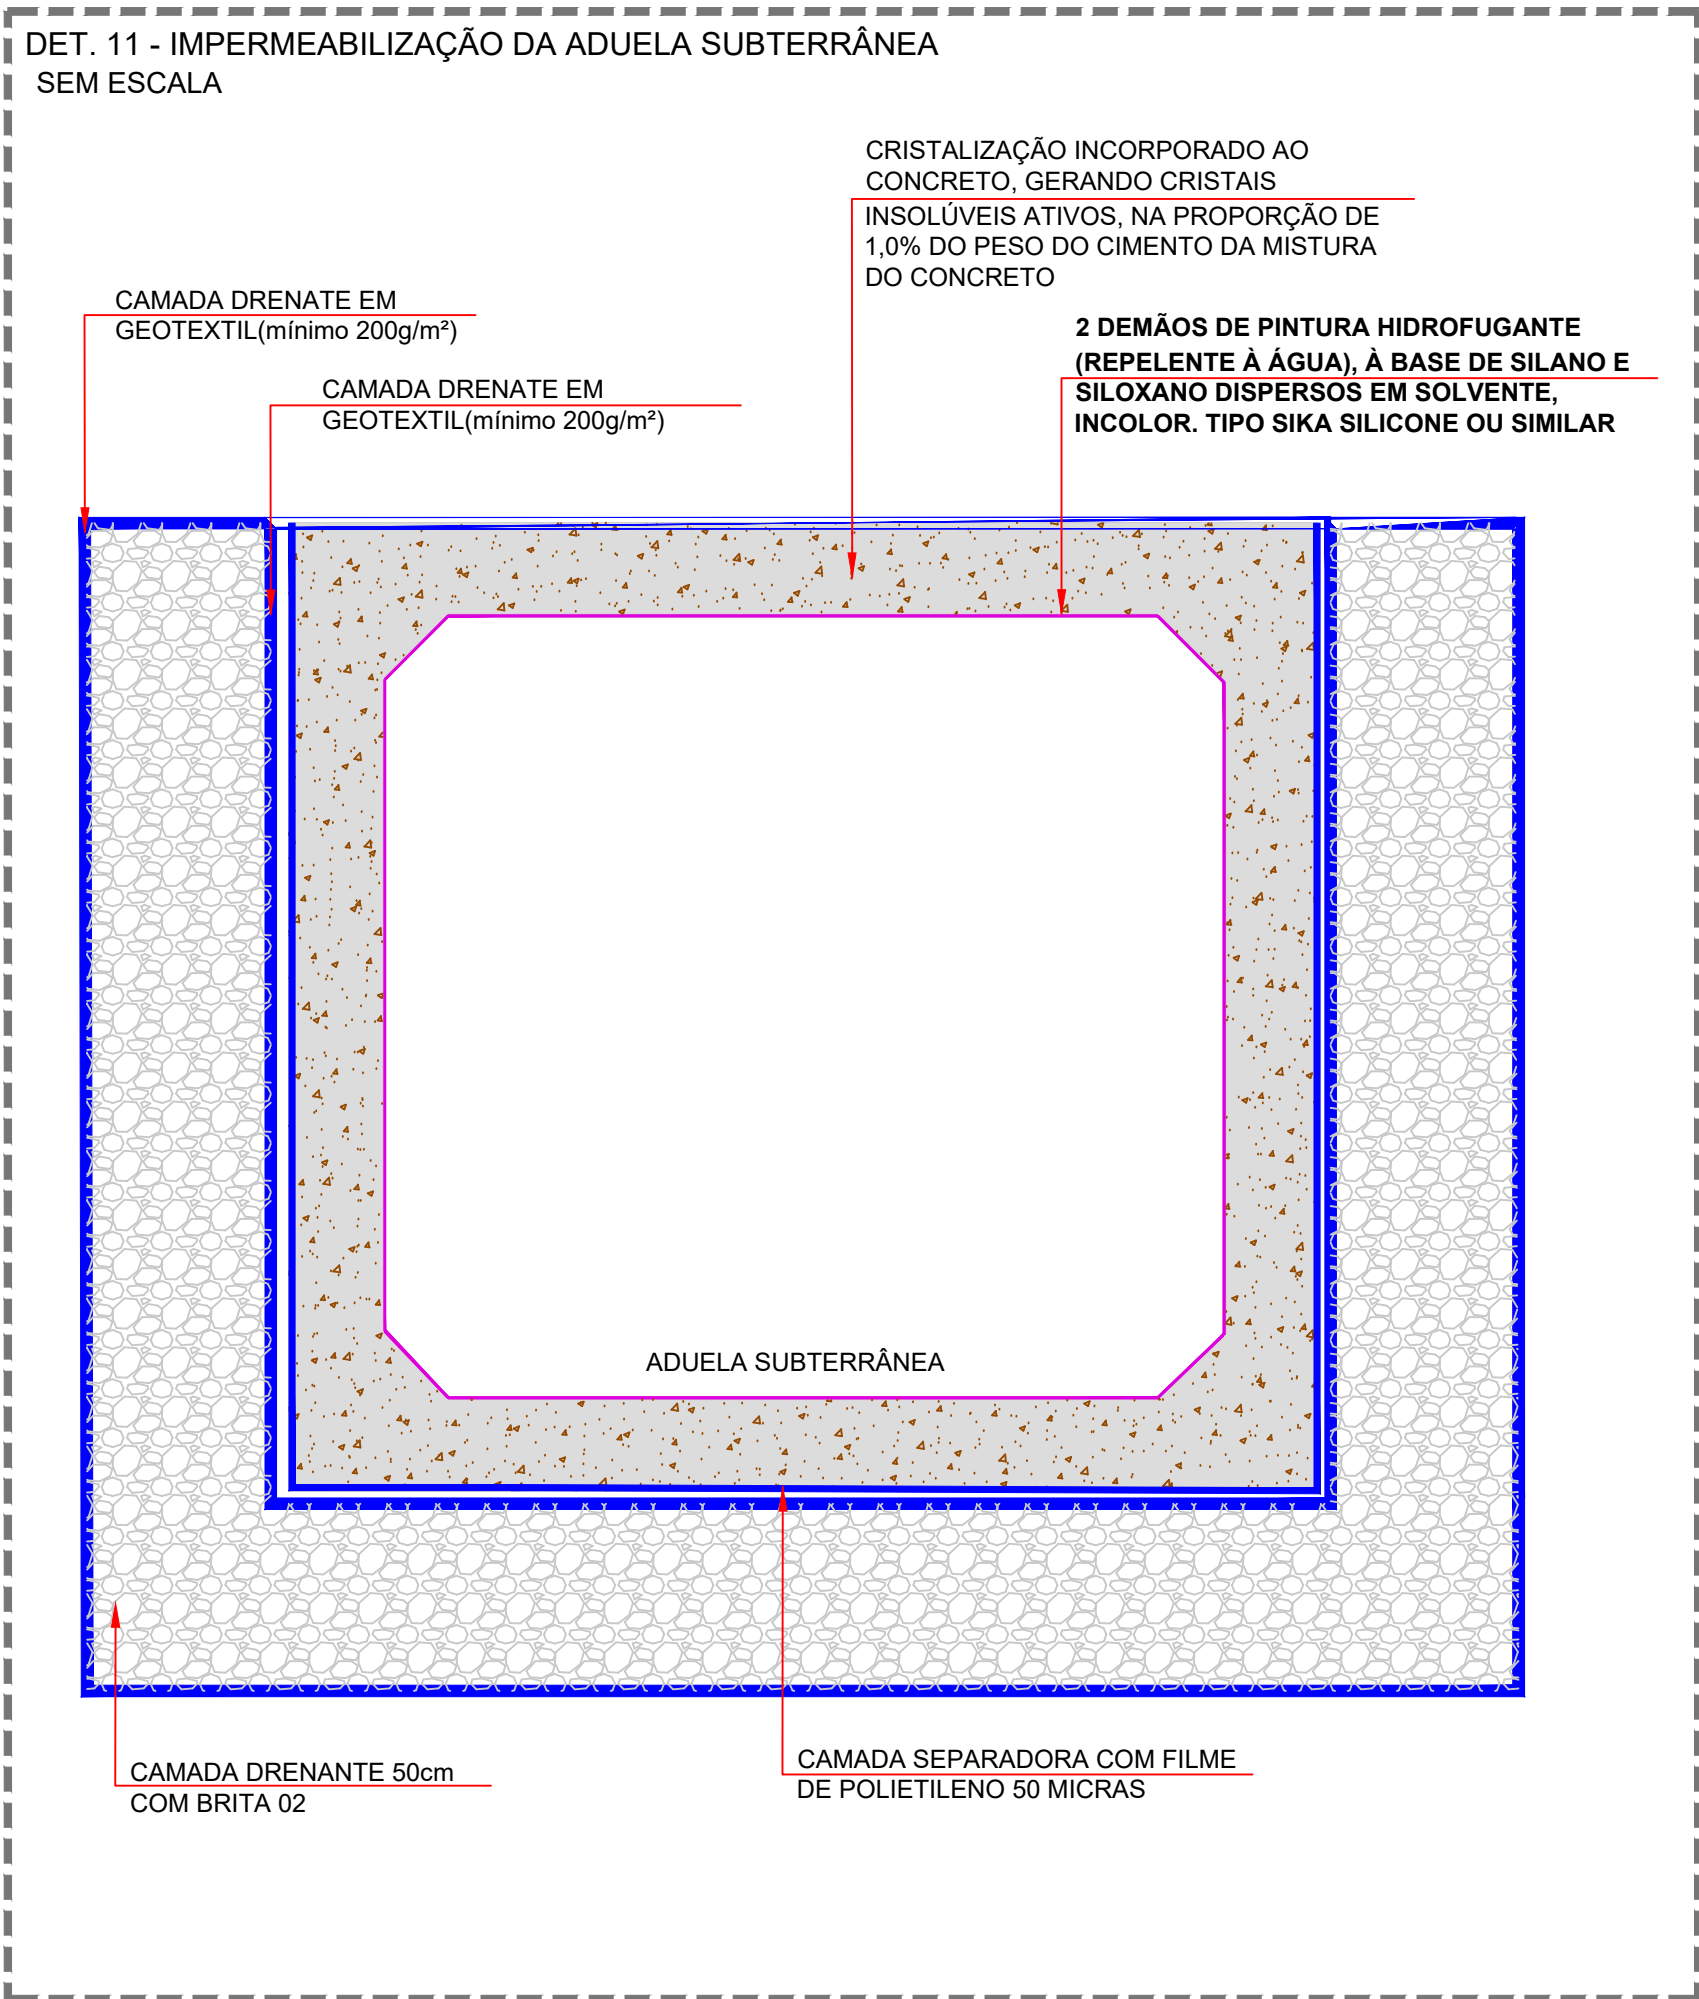 DET. 11 - IMPERMEABILIZAÇÃO DA ADUELA SUBTERRÂNEA
SEM ESCALA
CRISTALIZAÇÃO INCORPORADO AO
CONCRETO, GERANDO CRISTAIS
INSOLÚVEIS ATIVOS, NA PROPORÇÃO DE
1,0% DO PESO DO CIMENTO DA MISTURA
DO CONCRETO
CAMADA DRENATE EM
GEOTEXTIL(mínimo 200g/m²)
2 DEMÃOS DE PINTURA HIDROFUGANTE
(REPELENTE À ÁGUA), À BASE DE SILANO E
SILOXANO DISPERSOS EM SOLVENTE,
INCOLOR. TIPO SIKA SILICONE OU SIMILAR
CAMADA DRENATE EM
GEOTEXTIL(mínimo 200g/m²)
ADUELA SUBTERRÂNEA
CAMADA DRENANTE 50cm
COM BRITA 02
CAMADA SEPARADORA COM FILME
DE POLIETILENO 50 MICRAS